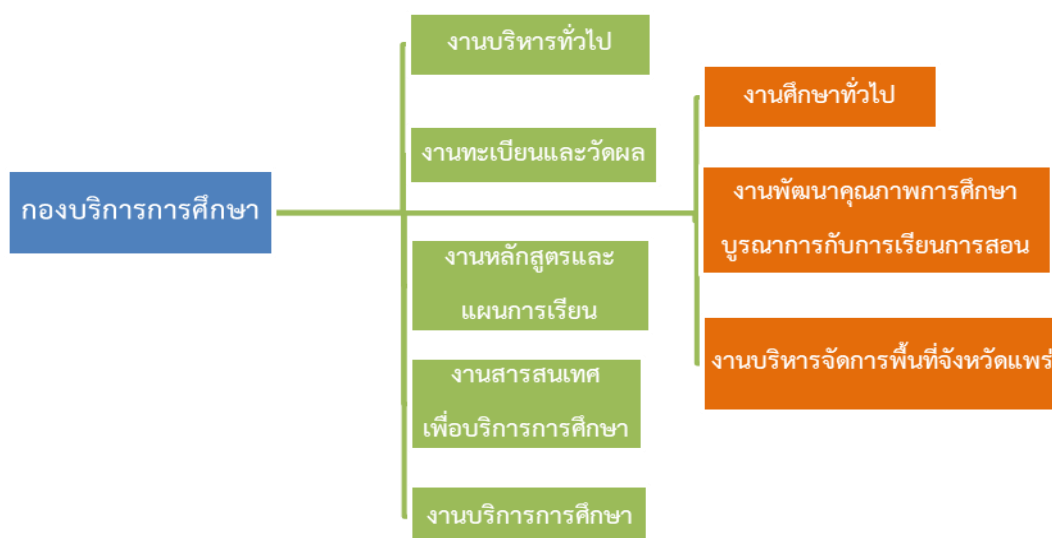 กองบริการการศึกษา
งานบริหารทั่วไป
งานทะเบียนและวัดผล
งานหลักสูตรและ
แผนการเรียน
งานสารสนเทศ
เพื่อบริการการศึกษา
งานบริการการศึกษา
งานศึกษาทั่วไป
งานพัฒนาคุณภาพการศึกษา
บูรณาการกับการเรียนการสอน
งานบริหารจัดการพื้นที่จังหวัดแพร่